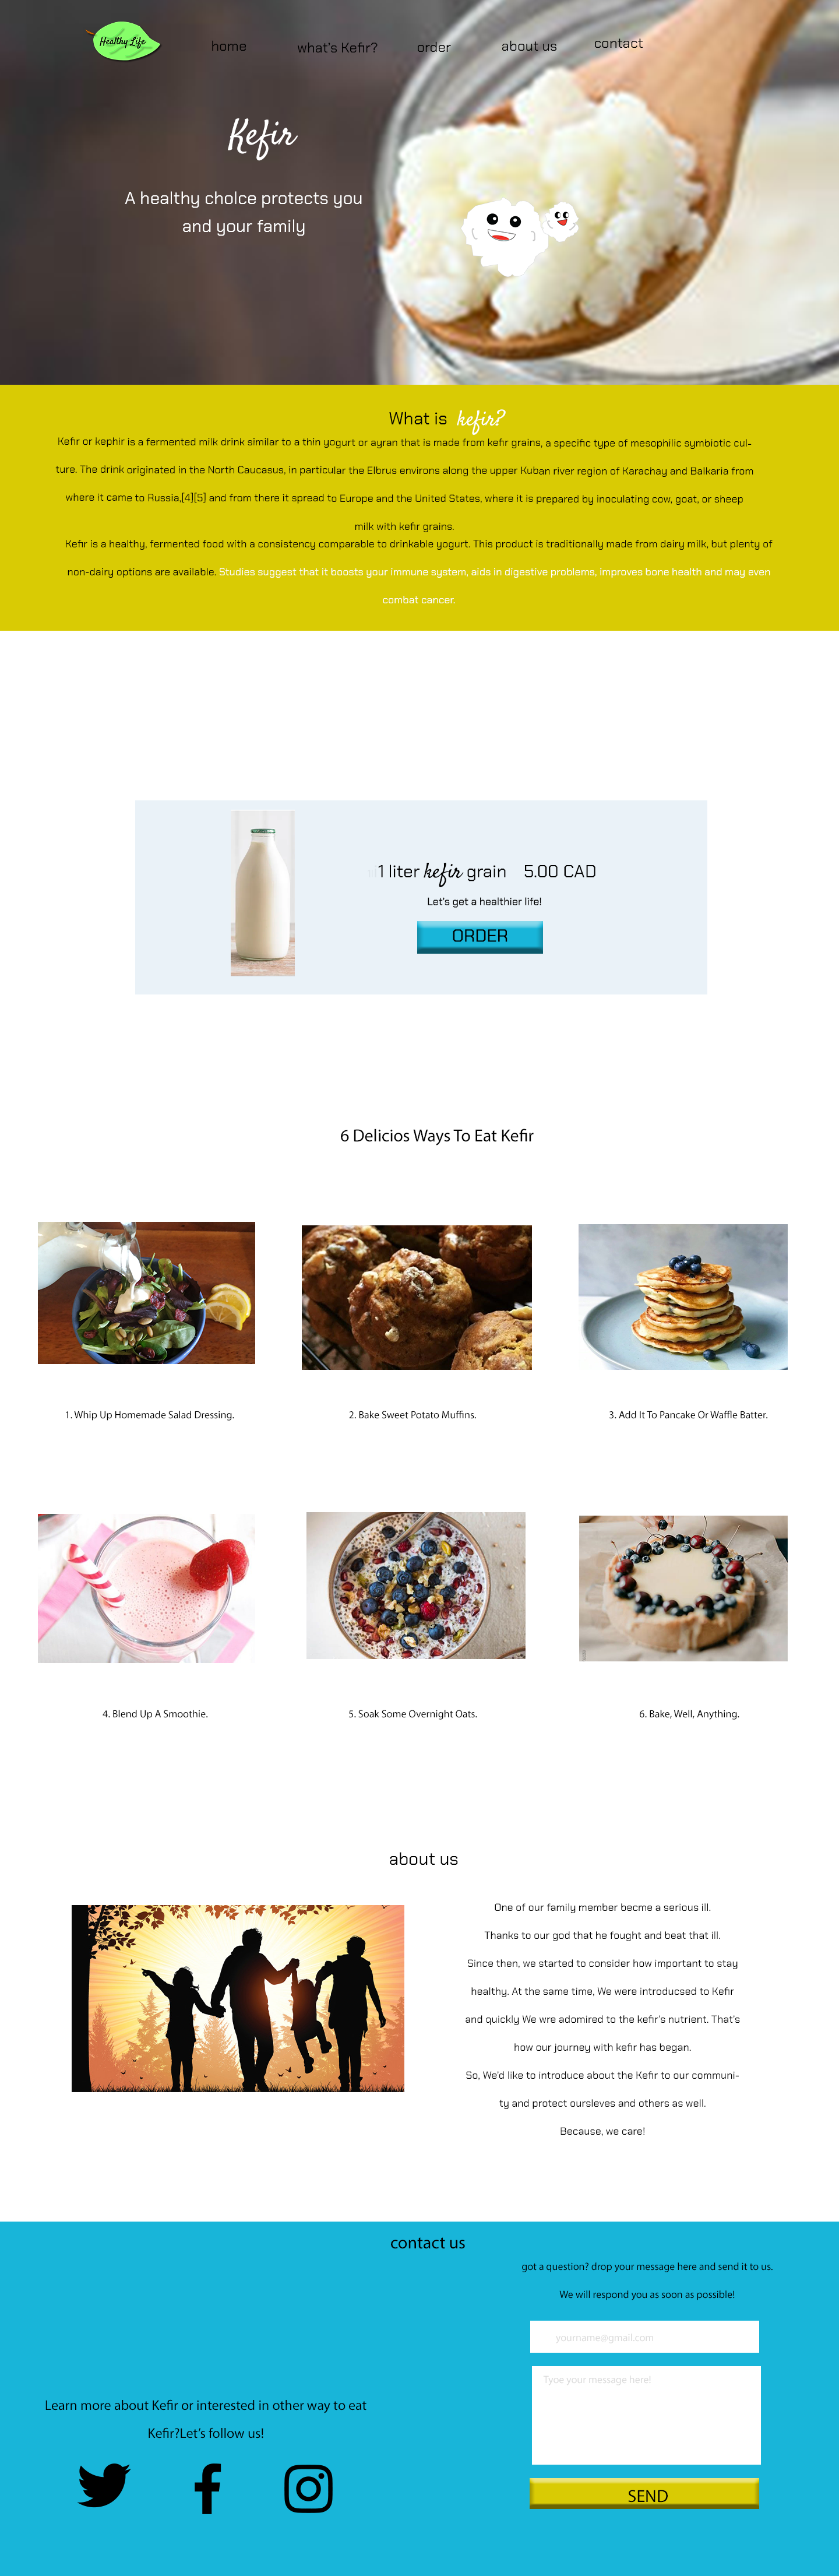 Healthy Life
home
what's Kefir?
order
about us
contact
Kefir
A healthy choice protects you
and your family
What is kefir?
Kefir or kephir is a fermented milk drink similar to a thin yogurt or ayran that is made from kefir grains, a specific type of mesophilic symbiotic cul-
ture. The drink originated in the North Caucasus, in particular the Elbrus environs along the upper Kuban river region of Karachay and Balkaria from
where it came to Russia,[4][5] and from there it spread to Europe and the United States, where it is prepared by inoculating cow, goat, or sheep
milk with kefir grains.
Kefir is a healthy, fermented food with a consistency comparable to drinkable yogurt. This product is traditionally made from dairy milk, but plenty of
non-dairy options are available. Studies suggest that it boosts your immune system, aids in digestive problems, improves bone health and may even
combat cancer.
1 liter kefir grain 5.00 CAD
Let's get a healthier life!
ORDER
6 Delicios Ways To Eat Kefir
1. Whip Up Homemade Salad Dressing.
2. Bake Sweet Potato Muffins.
3. Add It To Pancake Or Waffle Batter.
4. Blend Up A Smoothie.
5. Soak Some Overnight Oats.
6. Bake, Well, Anything.
about us
One of our family member becme a serious ill.
Thanks to our god that he fought and beat that ill.
Since then, we started to consider how important to stay
healthy. At the same time, We were introducsed to Kefir
and quickly We wre adomired to the kefir's nutrient. That's
how our journey with kefir has began.
So, We'd like to introduce about the Kefir to our communi-
ty and protect oursleves and others as well.
Because, we care!
contact us
got a question? drop your message here and send it to us.
We will respond you as soon as possible!
yourname@gmail.com
Tyoe your message here!
SEND
Learn more about Kefir or interested in other way to eat
Kefir?Let's follow us!